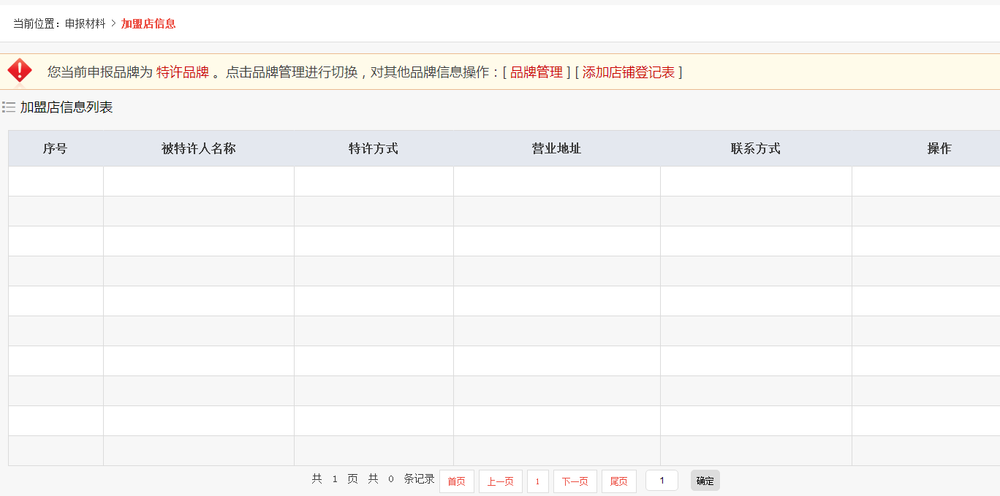 当前位置：申报材料 > 加盟店信息
您当前申报品牌为 特许品牌 。点击品牌管理进行切换，对其他品牌信息操作：[ 品牌管理 ] [ 添加店铺登记表 ]
加盟店信息列表
序号 被特许人名称 特许方式 营业地址 联系方式 操作
共 1 页 共 0 条记录 首页 上一页 1 下一页 尾页 1 确定